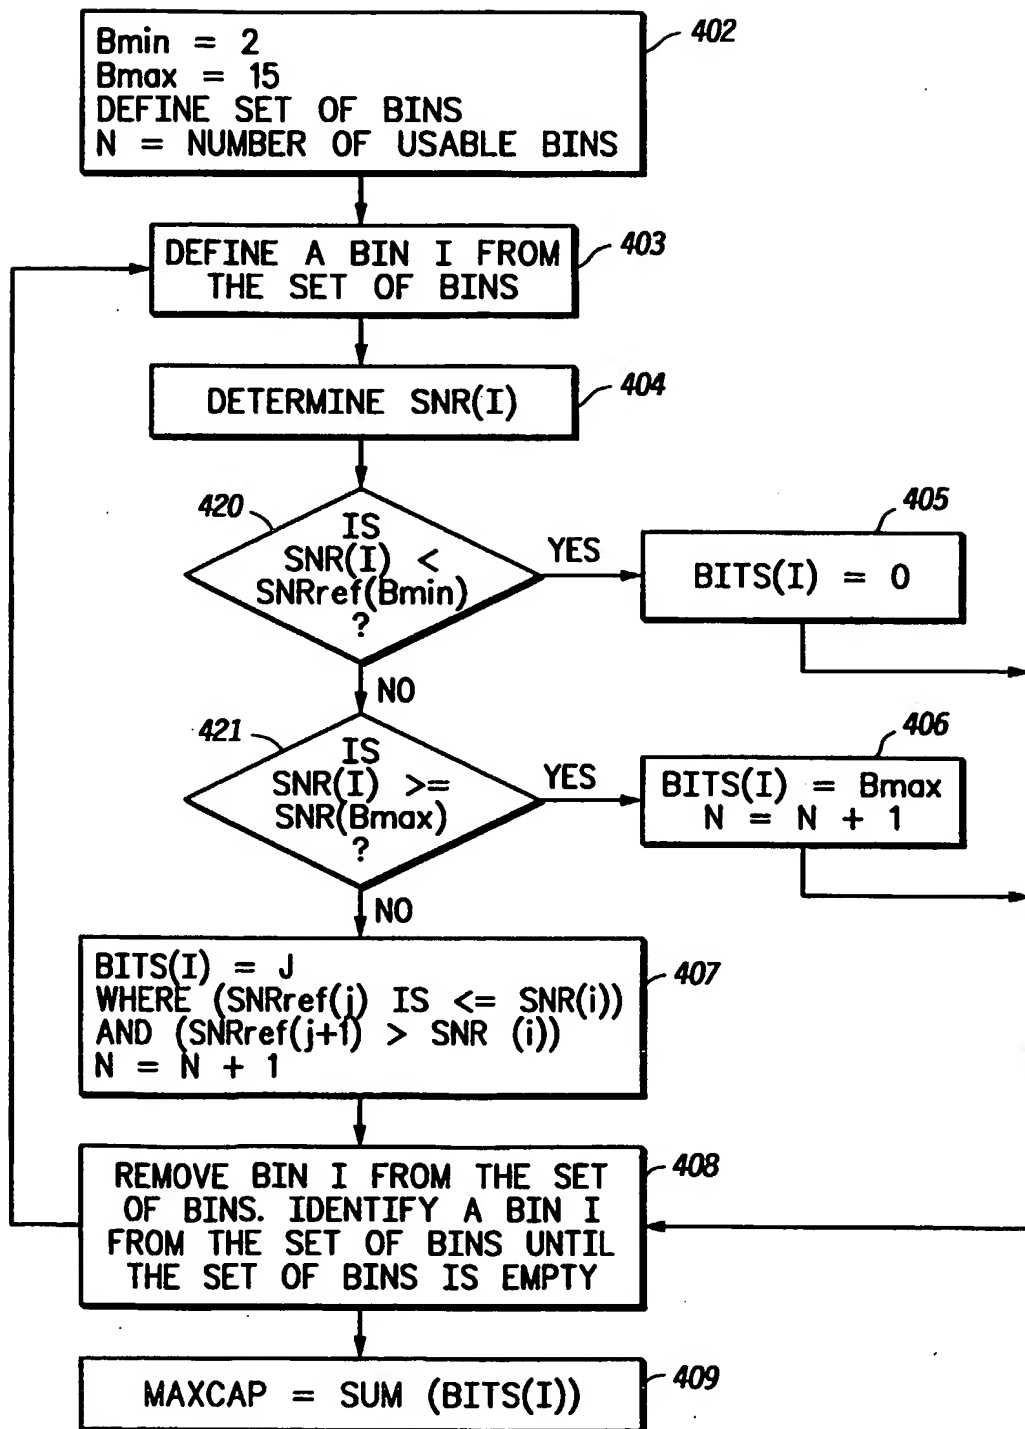 Bmin = 2
Bmax = 15
DEFINE SET OF BINS
N = NUMBER OF USABLE BINS
402
DEFINE A BIN I FROM
THE SET OF BINS
403
DETERMINE SNR(I)
404
420
IS
SNR(I) <
SNRref(Bmin)
?
YES
405
BITS(I) = 0
NO
421
IS
SNR(I) >=
SNR(Bmax)
?
YES
406
BITS(I) = Bmax
N = N + 1
NO
BITS(I) = J
WHERE (SNRref(j) IS <= SNR(i))
AND (SNRref(j+1) > SNR (i))
N = N + 1
407
REMOVE BIN I FROM THE SET
OF BINS. IDENTIFY A BIN I
FROM THE SET OF BINS UNTIL
THE SET OF BINS IS EMPTY
408
MAXCAP = SUM (BITS(I))
409